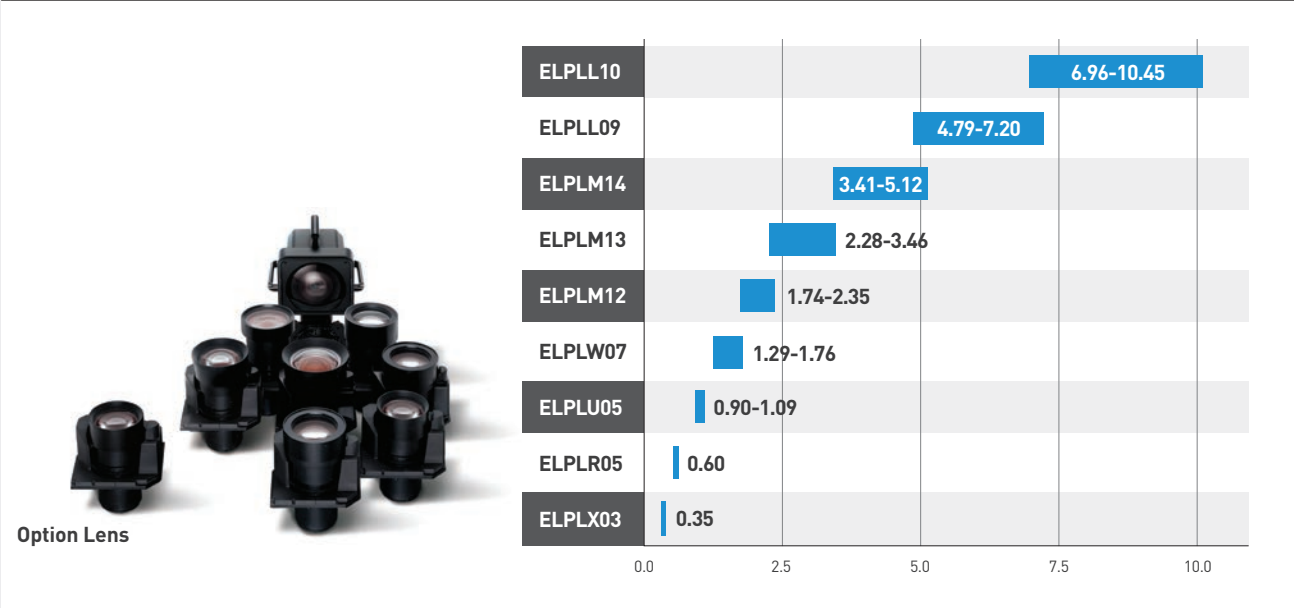 ELPLL10 6.96-10.45
ELPLL09 4.79-7.20
ELPLM14 3.41-5.12
ELPLM13 2.28-3.46
ELPLM12 1.74-2.35
ELPLW07 1.29-1.76
ELPLU05 0.90-1.09
ELPLR05 0.60
ELPLX03 0.35
Option Lens
0.0 2.5 5.0 7.5 10.0